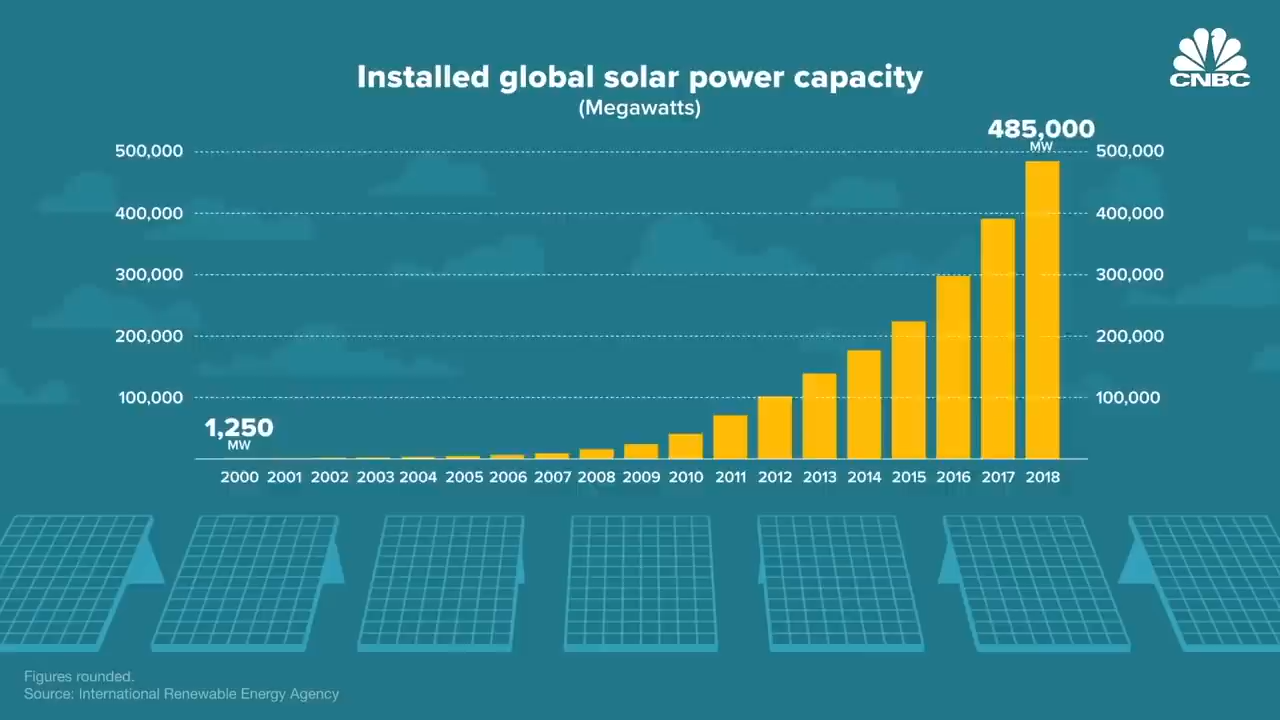 CNBC
Installed global solar power capacity
(Megawatts)
485,000
MW
500,000 500,000
400,000 400,000
300,000 300,000
200,000 200,000
100,000 100,000
1,250
MW
2000 2001 2002 2003 2004 2005 2006 2007 2008 2009 2010 2011 2012 2013 2014 2015 2016 2017 2018
Figures rounded.
Source: International Renewable Energy Agency